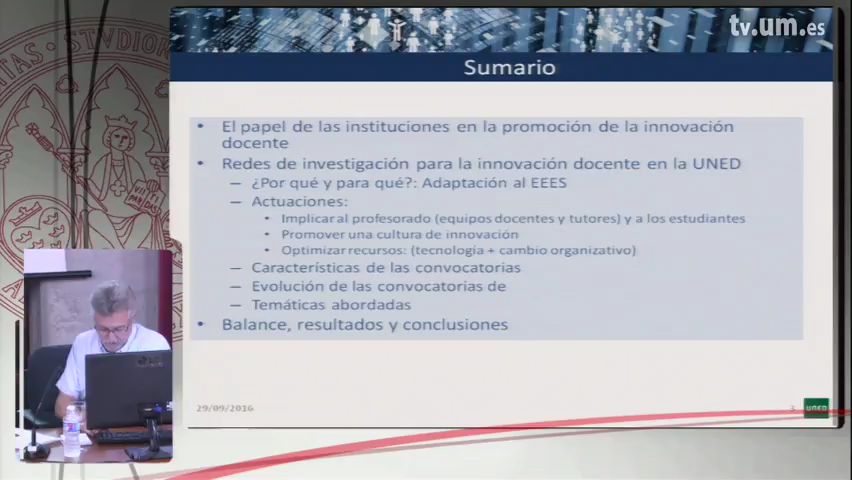 tv.um.es
Sumario
• El papel de las instituciones en la promoción de la innovación
docente
• Redes de investigación para la innovación docente en la UNED
– ¿Por qué y para qué?: Adaptación al EEES
– Actuaciones:
• Implicar al profesorado (equipos docentes y tutores) y a los estudiantes
• Promover una cultura de innovación
• Optimizar recursos: (tecnología + cambio organizativo)
– Características de las convocatorias
– Evolución de las convocatorias de
– Temáticas abordadas
• Balance, resultados y conclusiones
29/09/2016
3
UNED